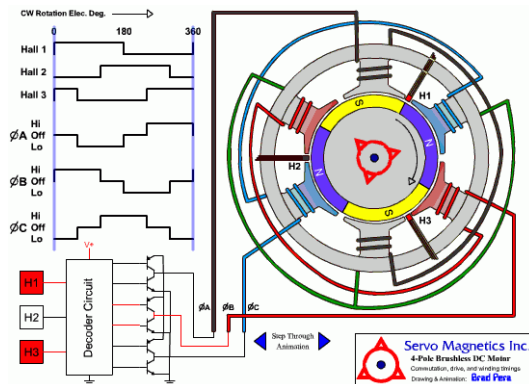 CW Rotation Elec. Deg.
0 180 360
Hall 1
Hall 2
Hall 3
Hi
ØA Off
Lo
Hi
ØB Off
Lo
Hi
ØC Off
Lo
V+
H1
H2
H3
Decoder Circuit
ØA ØB ØC
H1
H2
H3
S
N
S
N
Step Through
Animation
Servo Magnetics Inc.
4-Pole Brushless DC Motor
Commutation, drive, and winding timings
Drawing & Animation: Brad Pera